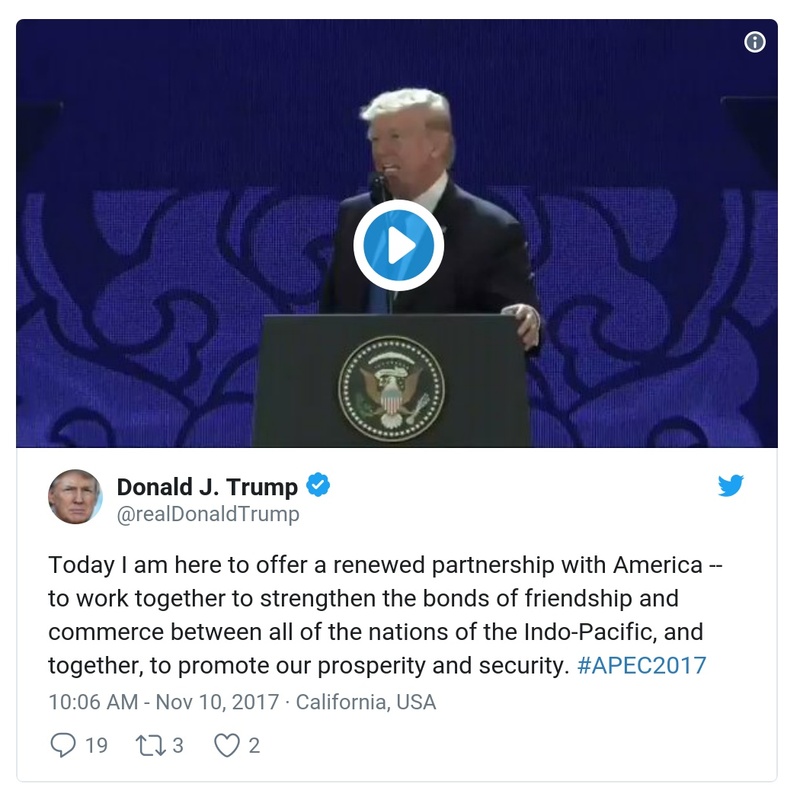 Donald J. Trump
@realDonaldTrump
Today I am here to offer a renewed partnership with America --
to work together to strengthen the bonds of friendship and
commerce between all of the nations of the Indo-Pacific, and
together, to promote our prosperity and security. #APEC2017
10:06 AM - Nov 10, 2017 · California, USA
19 3 2